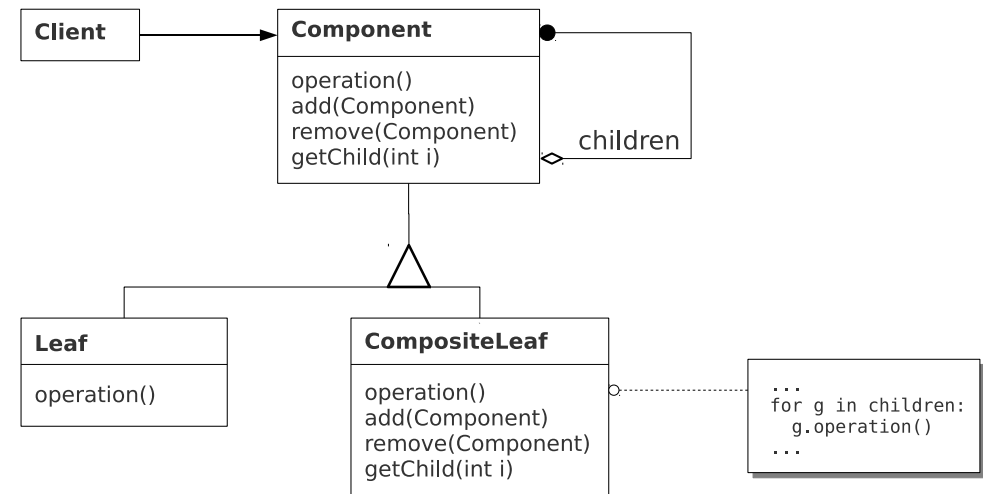 Client
Component
operation()
add(Component)
remove(Component)
getChild(int i)
children
Leaf
operation()
CompositeLeaf
operation()
add(Component)
remove(Component)
getChild(int i)
...
for g in children:
  g.operation()
...